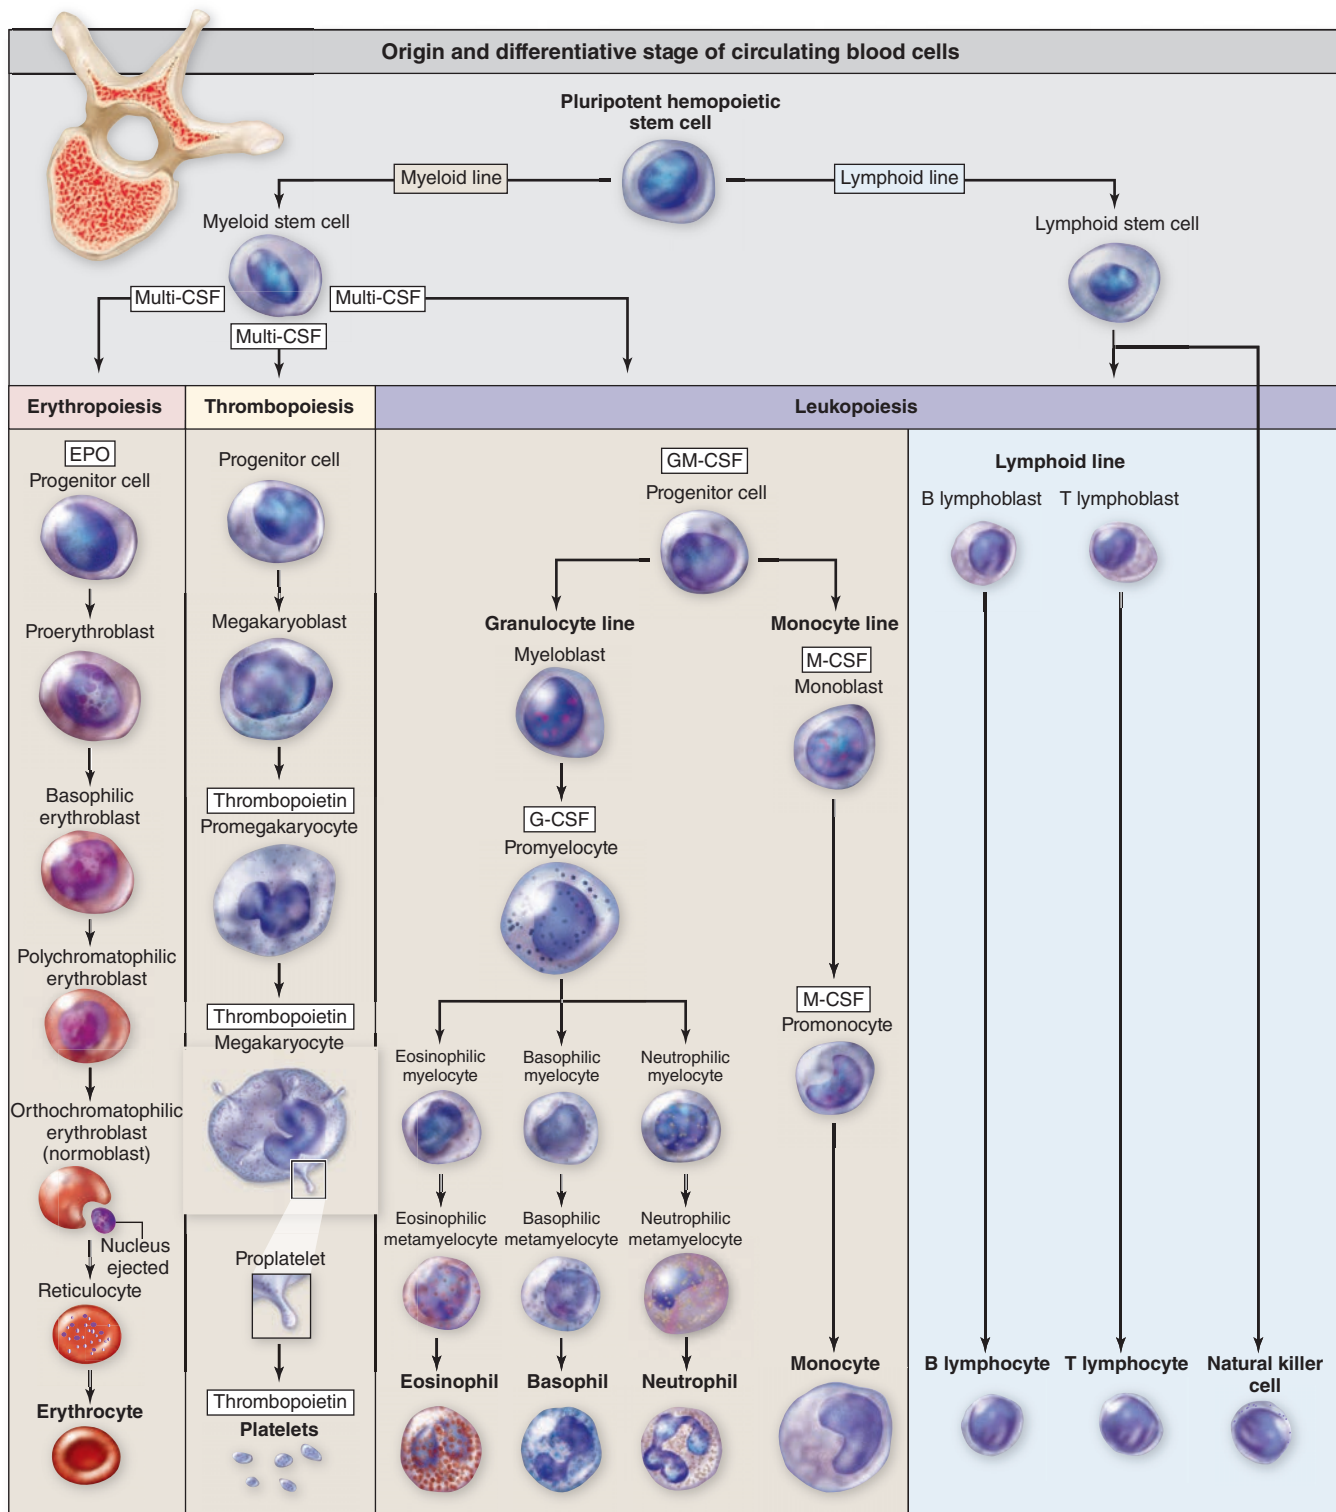 Origin and differentiative stage of circulating blood cells
Pluripotent hemopoietic
stem cell
Myeloid line
Lymphoid line
Myeloid stem cell
Lymphoid stem cell
Multi-CSF
Multi-CSF
Multi-CSF
Erythropoiesis
Thrombopoiesis
Leukopoiesis
EPO
Progenitor cell
Proerythroblast
Basophilic
erythroblast
Polychromatophilic
erythroblast
Orthochromatophilic
erythroblast
(normoblast)
Nucleus
ejected
Reticulocyte
Erythrocyte
Progenitor cell
Megakaryoblast
Thrombopoietin
Promegakaryocyte
Thrombopoietin
Megakaryocyte
Proplatelet
Thrombopoietin
Platelets
GM-CSF
Progenitor cell
Granulocyte line
Myeloblast
G-CSF
Promyelocyte
Eosinophilic
myelocyte
Basophilic
myelocyte
Neutrophilic
myelocyte
Eosinophilic
metamyelocyte
Basophilic
metamyelocyte
Neutrophilic
metamyelocyte
Eosinophil
Basophil
Neutrophil
Monocyte line
M-CSF
Monoblast
M-CSF
Promonocyte
Monocyte
Lymphoid line
B lymphoblast
T lymphoblast
B lymphocyte
T lymphocyte
Natural killer
cell